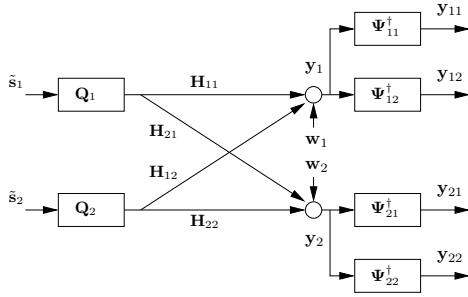 y₁₁
Ψ†₁₁
y₁
H₁₁
s̃₁
Q₁
y₁₂
Ψ†₁₂
H₂₁
w₁
H₁₂
w₂
s̃₂
Q₂
y₂₁
Ψ†₂₁
H₂₂
y₂
y₂₂
Ψ†₂₂